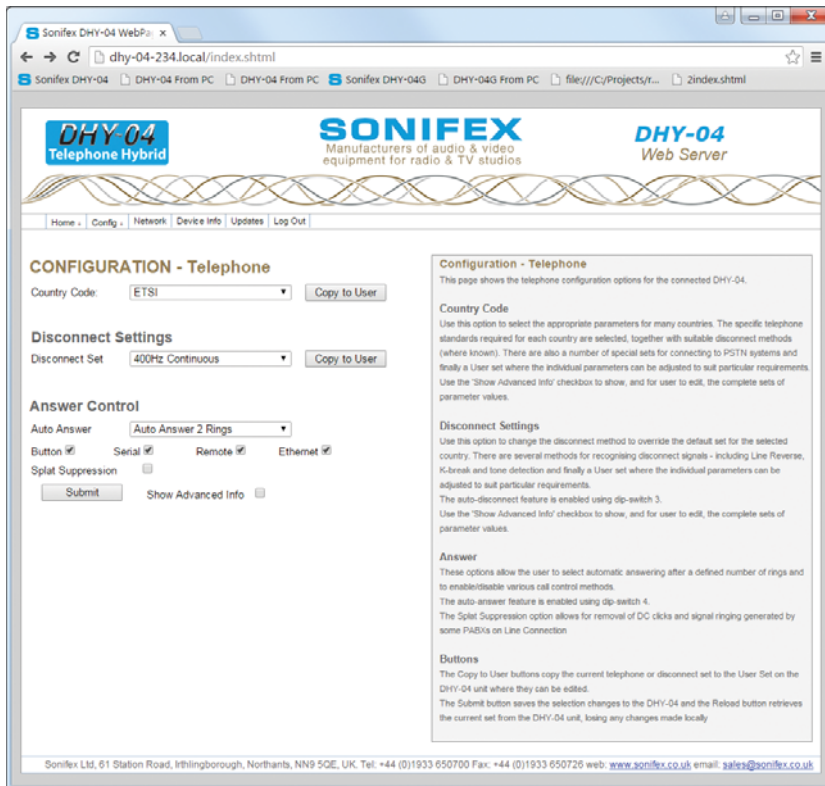 Sonifex DHY-04 WebPa
dhy-04-234.local/index.shtml
Sonifex DHY-04 DHY-04 From PC DHY-04 From PC Sonifex DHY-04G DHY-04G From PC file:///C:/Projects/r... 2index.shtml
DHY-04
Telephone Hybrid
SONIFEX
Manufacturers of audio & video
equipment for radio & TV studios
DHY-04
Web Server
Home Config Network Device Info Updates Log Out
CONFIGURATION - Telephone
Country Code: ETSI Copy to User
Disconnect Settings
Disconnect Set 400Hz Continuous Copy to User
Answer Control
Auto Answer Auto Answer 2 Rings
Button Serial Remote Ethernet
Splat Suppression
Submit Show Advanced Info
Configuration - Telephone
This page shows the telephone configuration options for the connected DHY-04.
Country Code
Use this option to select the appropriate parameters for many countries. The specific telephone
standards required for each country are selected, together with suitable disconnect methods
(where known). There are also a number of special sets for connecting to PSTN systems and
finally a User set where the individual parameters can be adjusted to suit particular requirements.
Use the 'Show Advanced Info' checkbox to show, and for user to edit, the complete sets of
parameter values.
Disconnect Settings
Use this option to change the disconnect method to override the default set for the selected
country. There are several methods for recognising disconnect signals - including Line Reverse,
K-break and tone detection and finally a User set where the individual parameters can be
adjusted to suit particular requirements.
The auto-disconnect feature is enabled using dip-switch 3.
Use the 'Show Advanced Info' checkbox to show, and for user to edit, the complete sets of
parameter values.
Answer
These options allow the user to select automatic answering after a defined number of rings and
to enable/disable various call control methods.
The auto-answer feature is enabled using dip-switch 4.
The Splat Suppression option allows for removal of DC clicks and signal ringing generated by
some PABXs on Line Connection
Buttons
The Copy to User buttons copy the current telephone or disconnect set to the User Set on the
DHY-04 unit where they can be edited.
The Submit button saves the selection changes to the DHY-04 and the Reload button retrieves
the current set from the DHY-04 unit, losing any changes made locally
Sonifex Ltd, 61 Station Road, Irthlingborough, Northants, NN9 5QE, UK. Tel: +44 (0)1933 650700 Fax: +44 (0)1933 650726 web: www.sonifex.co.uk email: sales@sonifex.co.uk